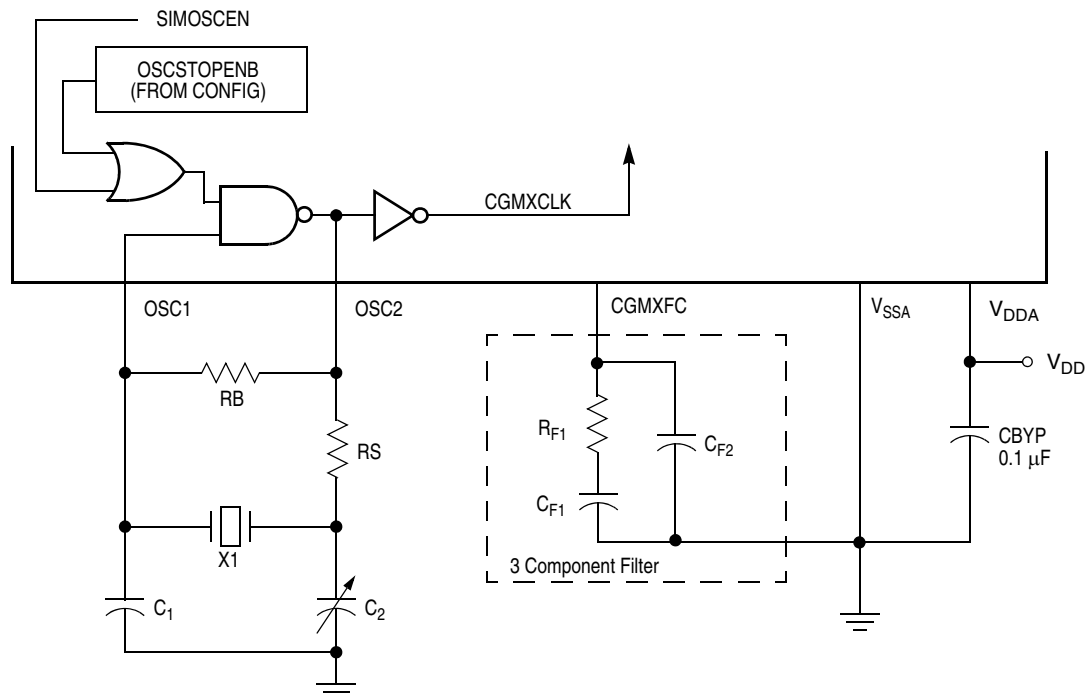 SIMOSCEN
OSCSTOPENB
(FROM CONFIG)
CGMXCLK
OSC1
OSC2
CGMXFC
VSSA
VDDA
VDD
RB
RS
RF1
CF2
CBYP
0.1 μF
CF1
X1
3 Component Filter
C1
C2